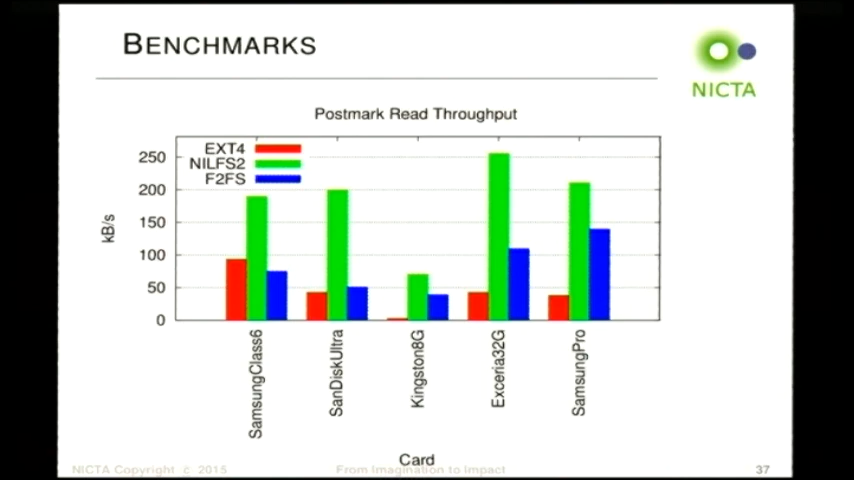 BENCHMARKS
NICTA
Postmark Read Throughput
EXT4
NILFS2
F2FS
250
200
150
100
50
0
kB/s
SamsungClass6
SanDiskUltra
Kingston8G
Exceria32G
SamsungPro
Card
NICTA Copyright c 2015
From Imagination to Impact
37